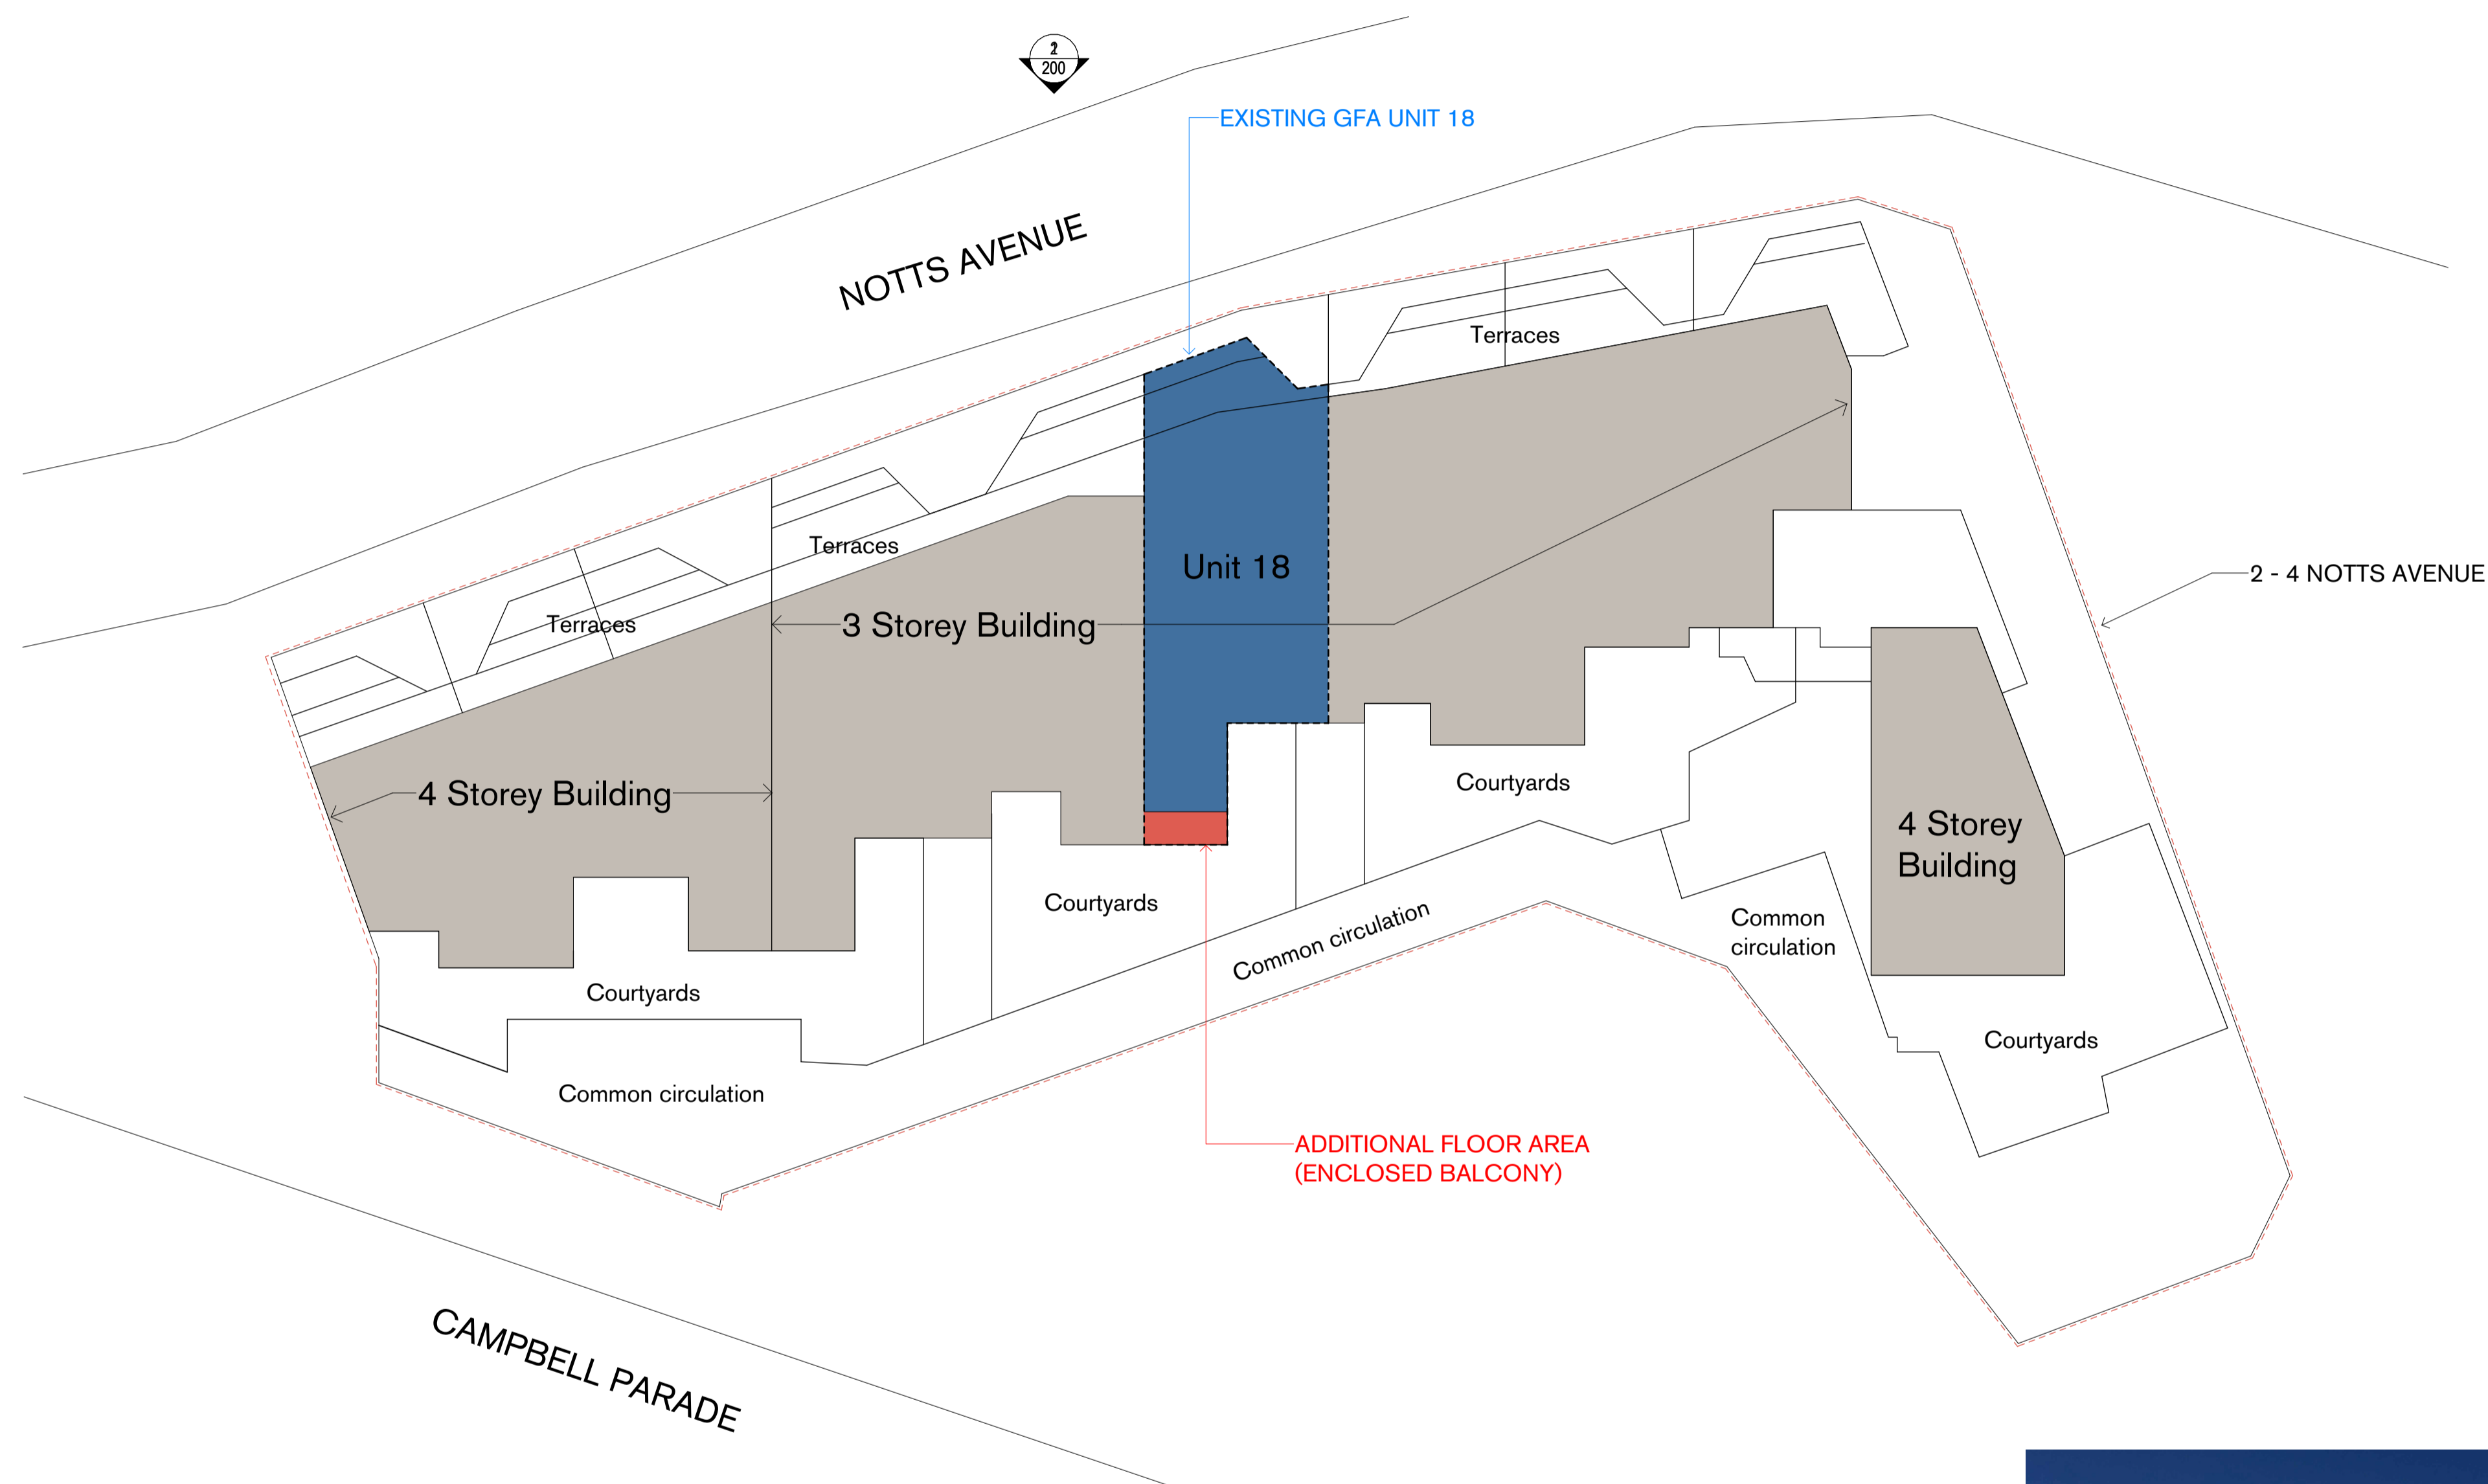 2
200
EXISTING GFA UNIT 18
NOTTS AVENUE
Terraces
Terraces
Unit 18
2 - 4 NOTTS AVENUE
Terraces
3 Storey Building
Courtyards
4 Storey Building
4 Storey
Building
Courtyards
Common circulation
Common
circulation
Courtyards
Courtyards
Common circulation
ADDITIONAL FLOOR AREA
(ENCLOSED BALCONY)
CAMPBELL PARADE